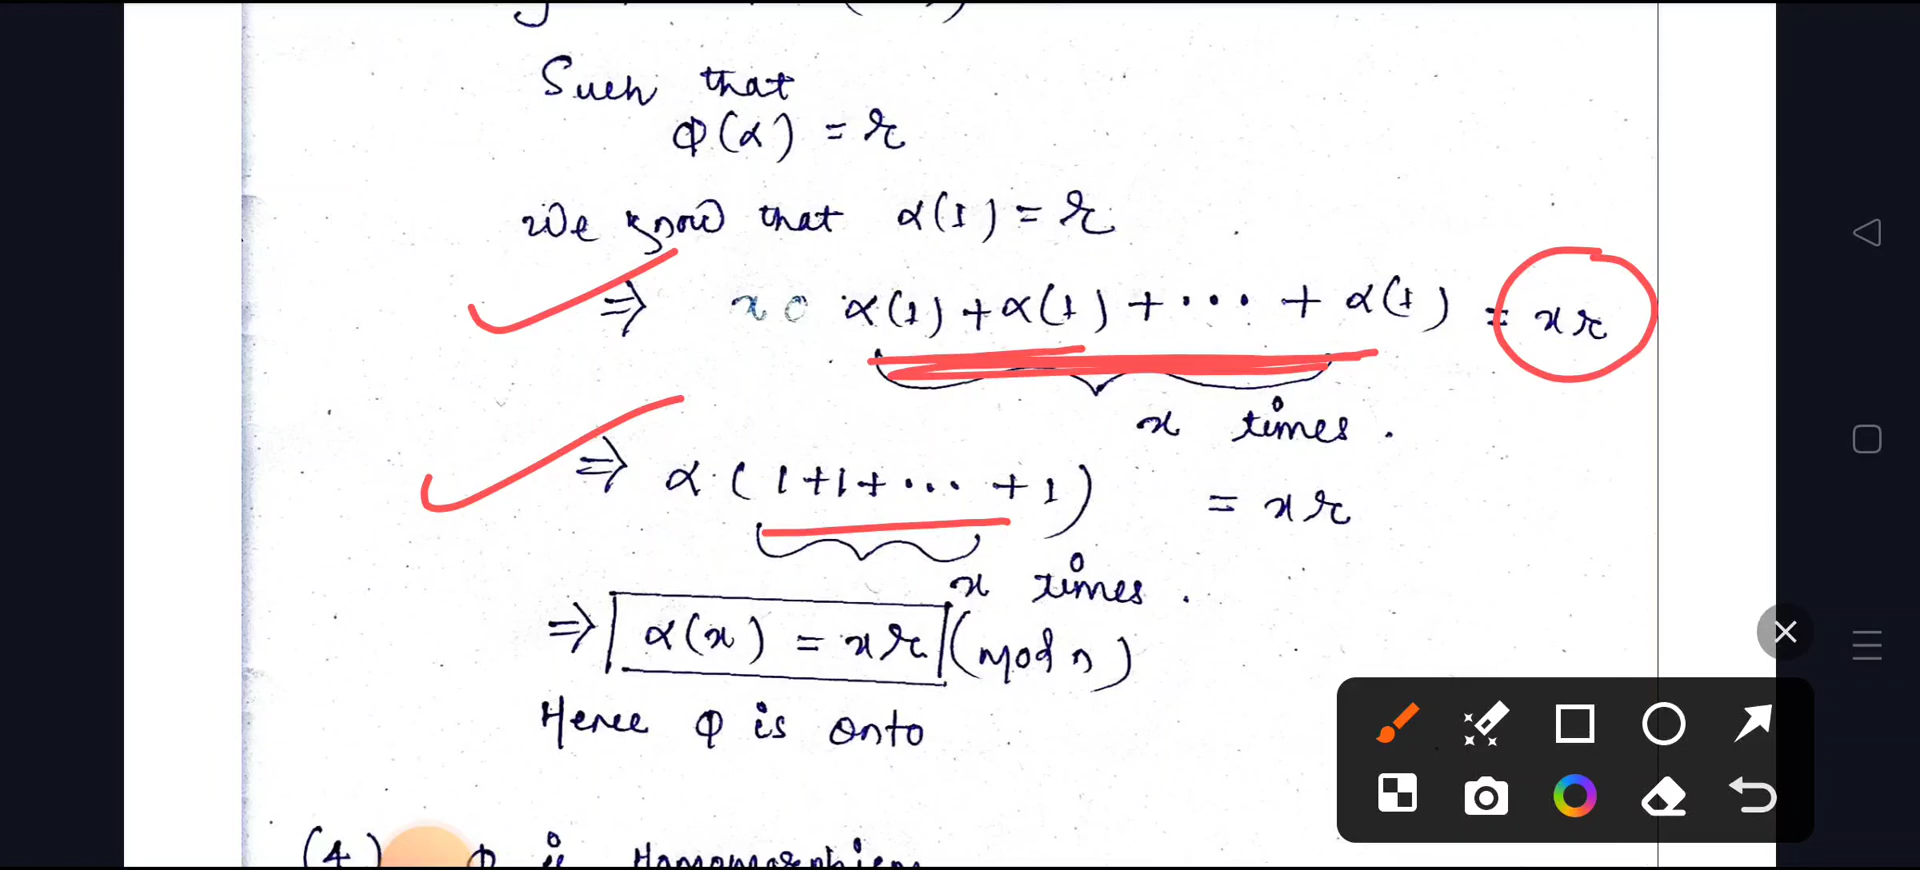 Such that
Φ(α) = r
We know that α(1) = r
⇒ α(1) + α(1) + ... + α(1) = xr
x times.
⇒ α(1+1+...+1) = xr
x times.
⇒ α(x) = xr (mod n)
Hence Φ is onto
(4) Φ is Homomorphism